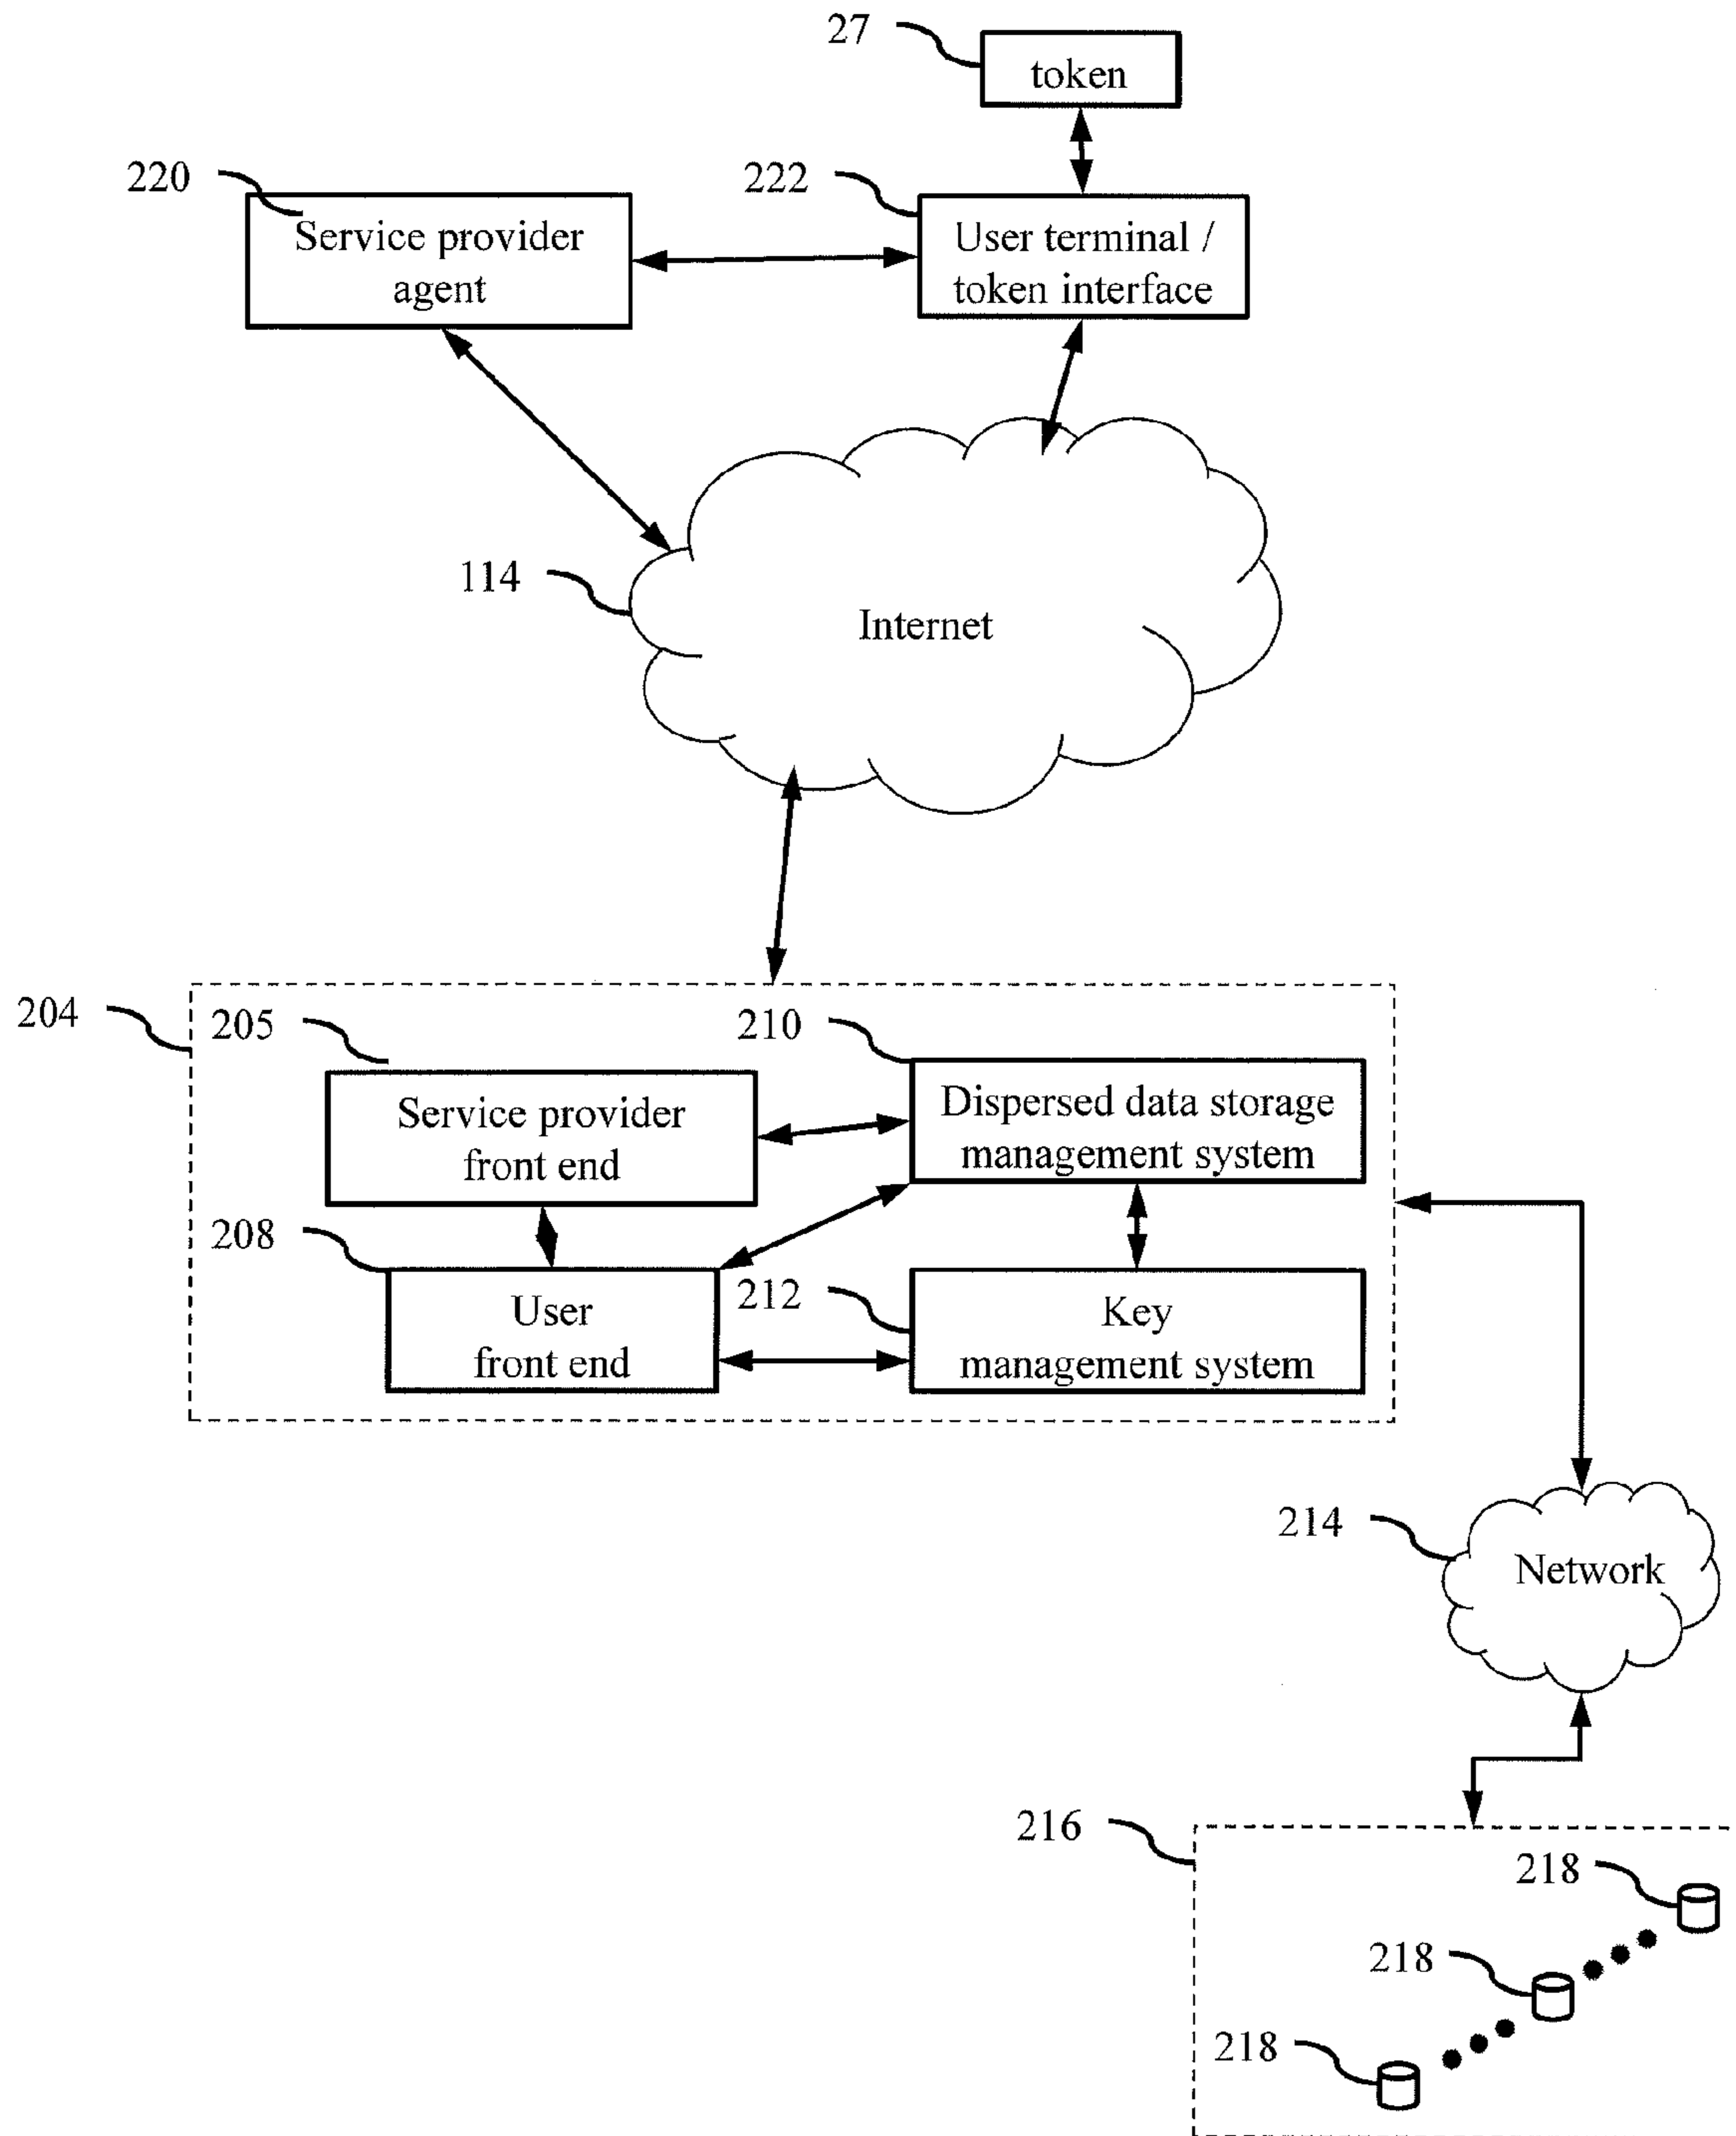 27
token
220
222
Service provider
agent
User terminal /
token interface
114
Internet
204
205
210
Service provider
front end
Dispersed data storage
management system
208
212
User
front end
Key
management system
214
Network
216
218
218
218